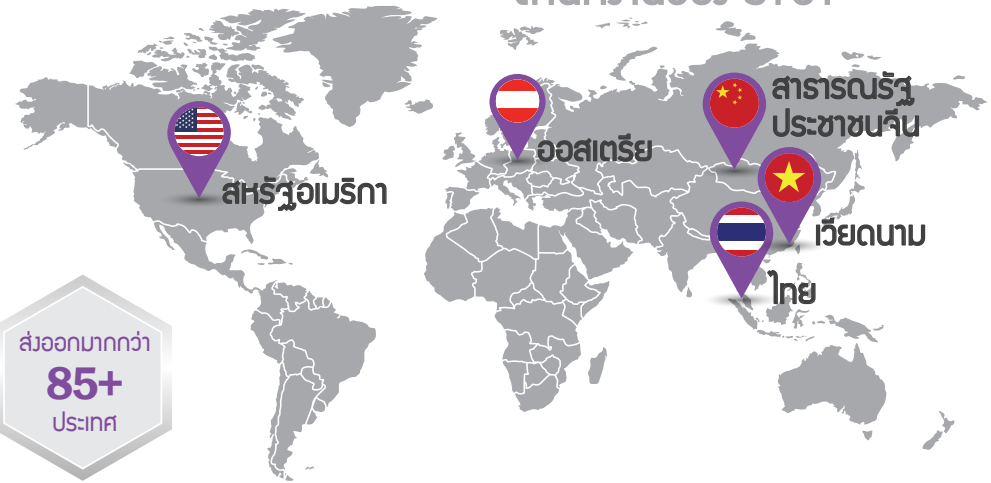 สาธารณรัฐ
ประชาชนจีน
ออสเตรีย
สหรัฐอเมริกา
เวียดนาม
ไทย
ส่งออกมากกว่า
85+
ประเทศ